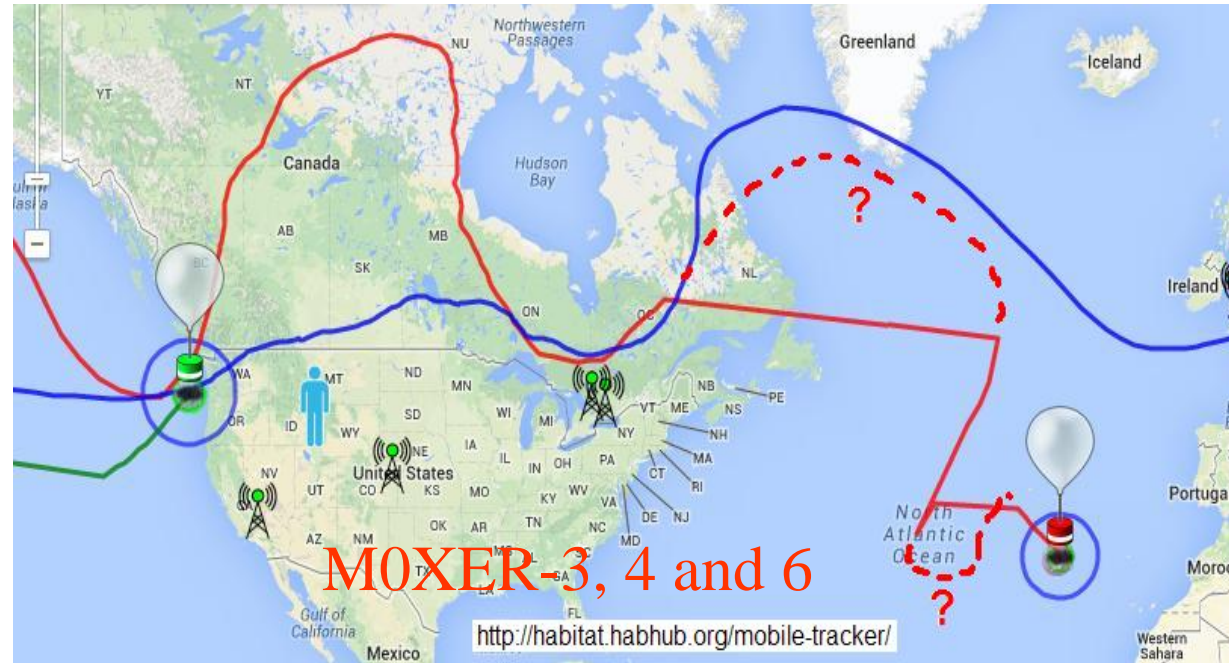 Northwestern
Passages
Greenland
Iceland
NU
YT
NT
Canada
Hudson
Bay
BC
AB
MB
SK
ON
NL
?
Ireland
WA
MT
ND
MN
NB
PE
OR
ID
WY
SD
WI
MI
VT
ME
NS
NY
NH
NE
IA
IL
IN
OH
PA
MA
CT
RI
NV
UT
CO
United States
KS
MO
KY
WV
VA
DE
NJ
MD
Portuga
North
Atlantic
Ocean
AZ
NM
OK
AR
TN
NC
SC
TX
GA
M0XER-3, 4 and 6
?
Moroc
FL
Gulf of
California
Mexico
http://habitat.habhub.org/mobile-tracker/
Western
Sahara